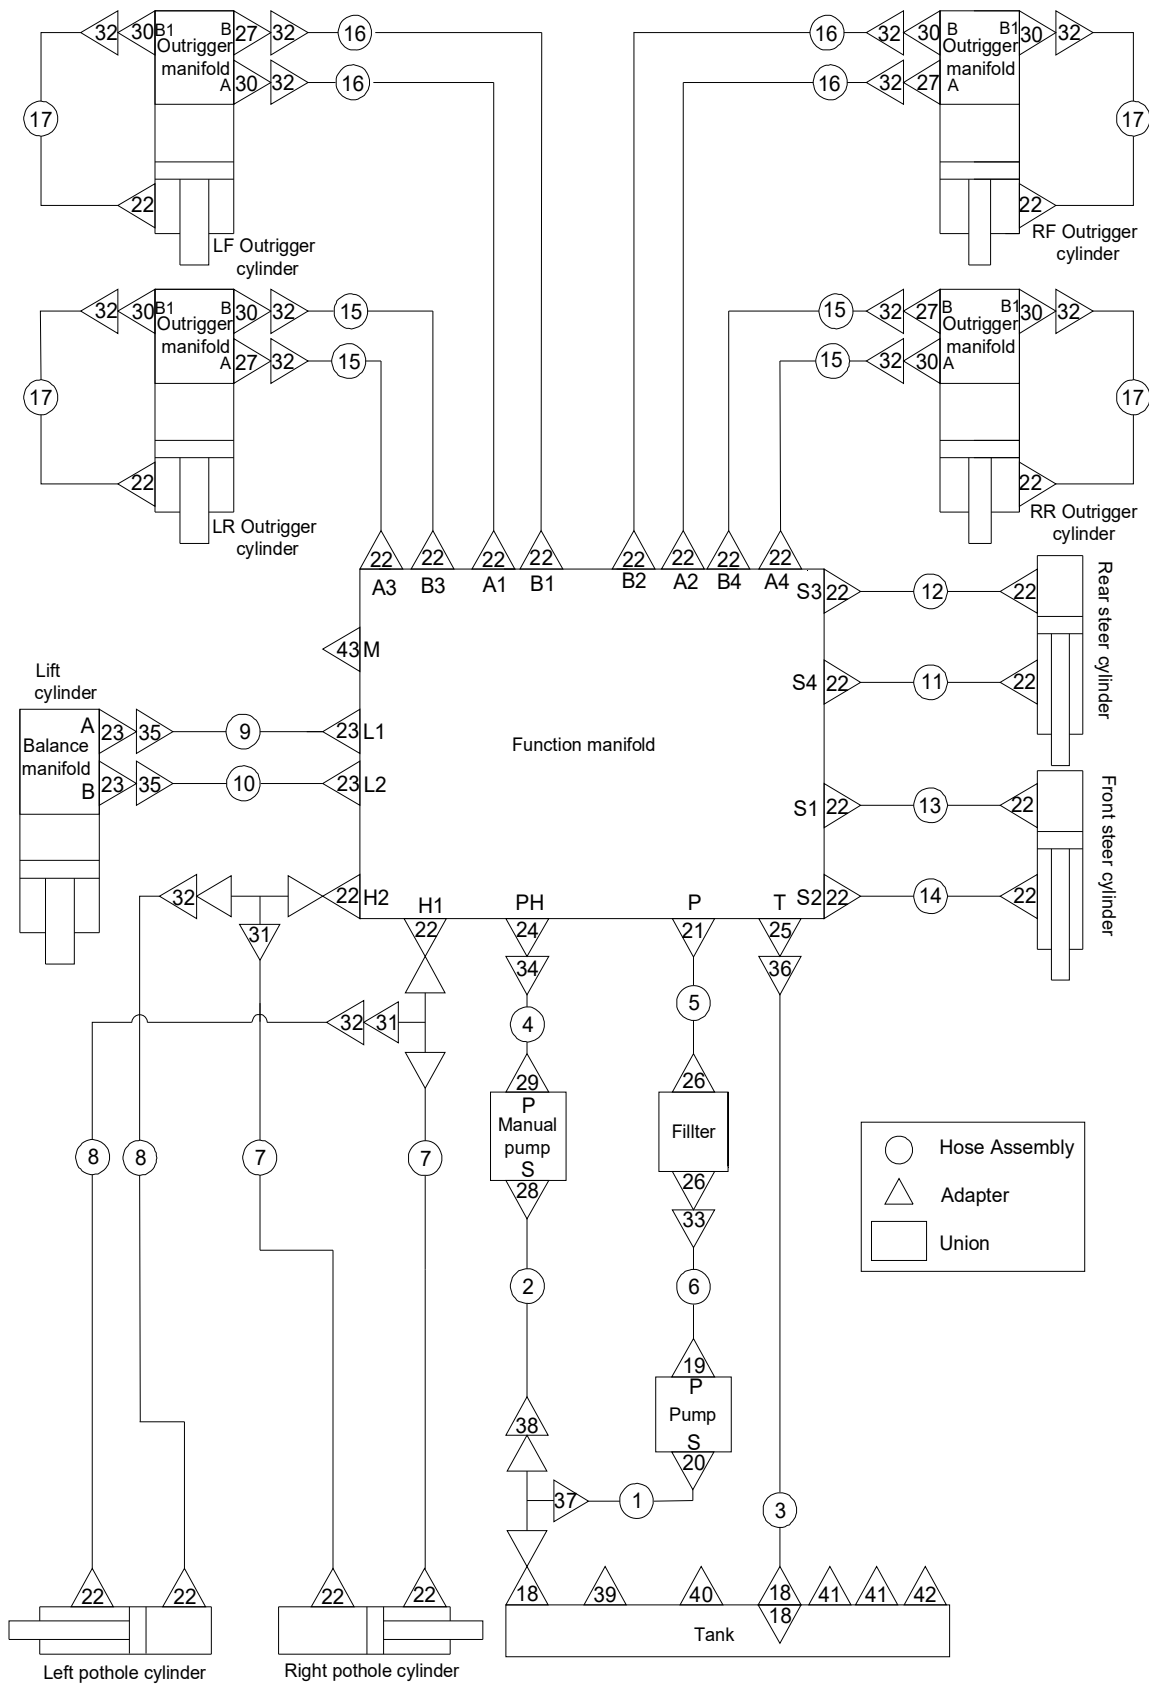 32 30 B1 B 27 32 16
Outrigger
manifold
A 30 32 16
17
22
LF Outrigger
cylinder
16 32 30 B B1 30 32
Outrigger
manifold
16 32 27 A
17
22
RF Outrigger
cylinder
32 30 B1 B 30 32 15
Outrigger
manifold
A 27 32 15
17
22
LR Outrigger
cylinder
15 32 27 B B1 30 32
Outrigger
manifold
15 32 30 A
17
22
RR Outrigger
cylinder
22 22 22 22 22 22 22 22
A3 B3 A1 B1 B2 A2 B4 A4
S3 22 12 22
Rear steer cylinder
43 M
S4 22 11 22
Lift
cylinder
A 23 35 9 23 L1
Balance
manifold
B 23 35 10 23 L2
Function manifold
S1 22 13 22
Front steer cylinder
32 22 H2
H1 PH P T S2 22 14 22
31 22 24 21 25
34 36
32 31 4 5
29 26
P
Manual
pump
S
Fillter
8 8 7 7
28 26
33
Hose Assembly
Adapter
Union
2 6
19
P
Pump
S
38 20
37 1 3
22 22 22 22 18 39 40 18 41 41 42
18
Tank
Left pothole cylinder
Right pothole cylinder